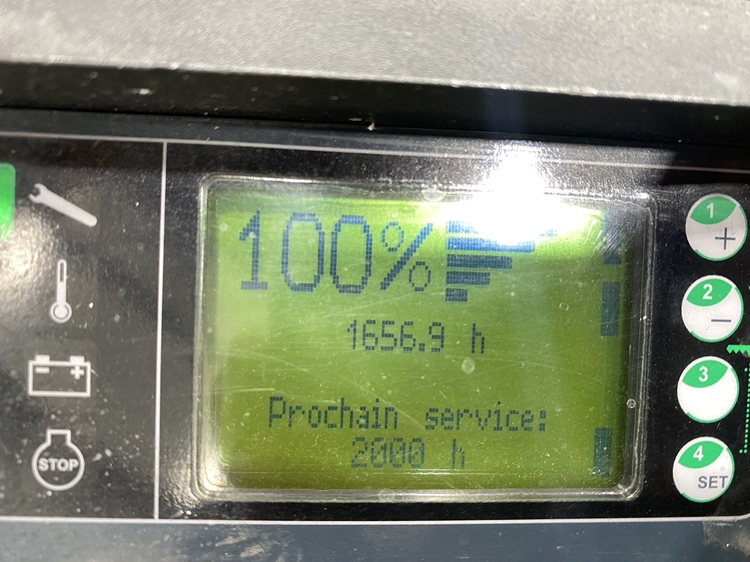 100%
1656.9 h
Prochain service:
2000 h
STOP
1
+
2
−
3
4
SET